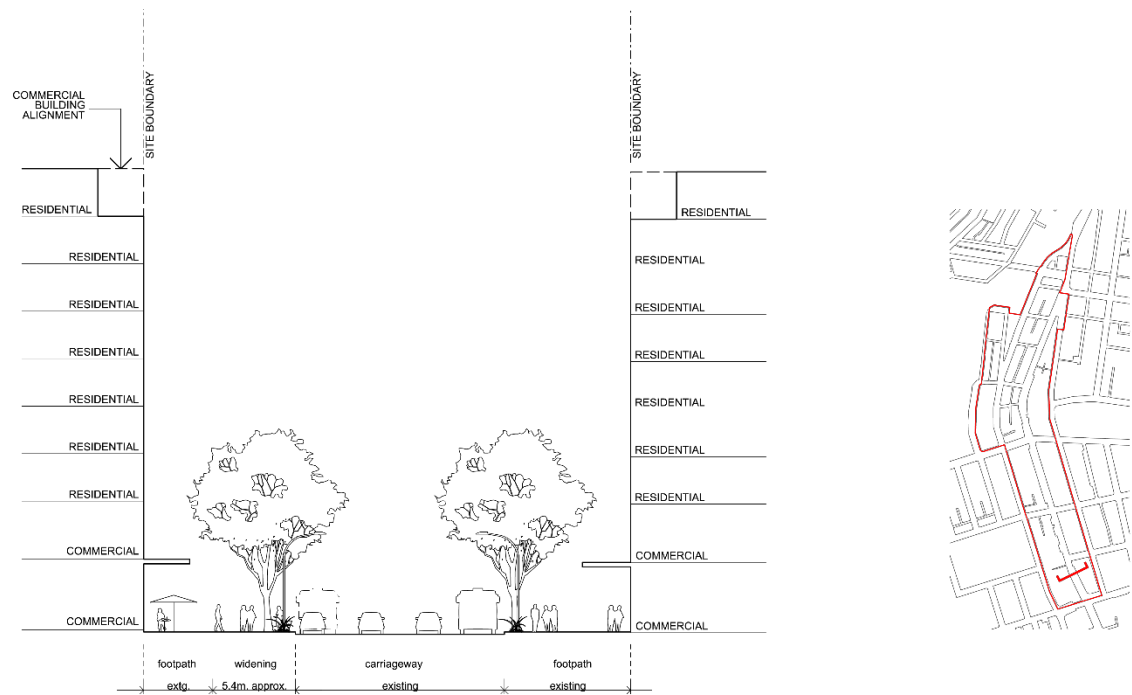 COMMERCIAL
BUILDING
ALIGNMENT
SITE BOUNDARY
SITE BOUNDARY
RESIDENTIAL
RESIDENTIAL
RESIDENTIAL
RESIDENTIAL
RESIDENTIAL
RESIDENTIAL
RESIDENTIAL
COMMERCIAL
COMMERCIAL
RESIDENTIAL
RESIDENTIAL
RESIDENTIAL
RESIDENTIAL
RESIDENTIAL
RESIDENTIAL
RESIDENTIAL
COMMERCIAL
COMMERCIAL
footpath widening carriageway footpath
extg. 5.4m. approx. existing existing